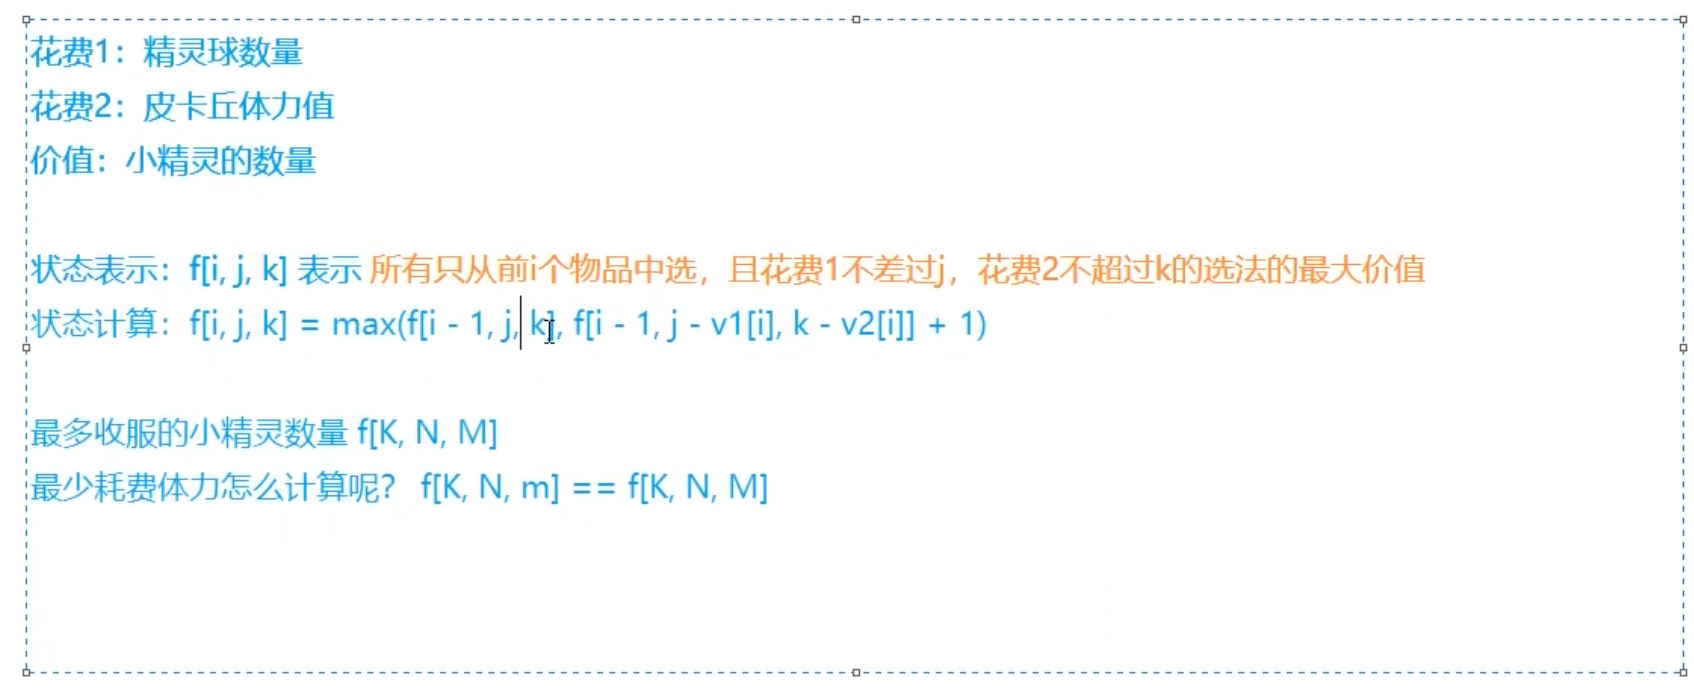 花费1：精灵球数量
花费2：皮卡丘体力值
价值：小精灵的数量
状态表示：f[i, j, k] 表示 所有只从前i个物品中选，且花费1不差过j，花费2不超过k的选法的最大价值
状态计算：f[i, j, k] = max(f[i - 1, j, k], f[i - 1, j - v1[i], k - v2[i]] + 1)
最多收服的小精灵数量 f[K, N, M]
最少耗费体力怎么计算呢？ f[K, N, m] == f[K, N, M]